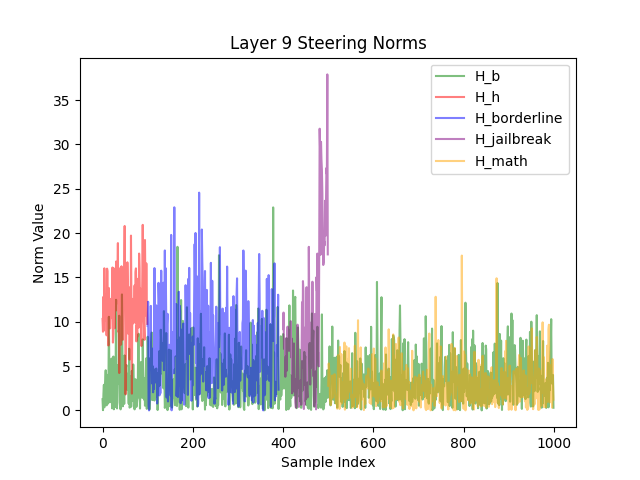 Layer 9 Steering Norms
H_b
H_h
H_borderline
H_jailbreak
H_math
35
30
25
20
15
10
5
0
Norm Value
0 200 400 600 800 1000
Sample Index